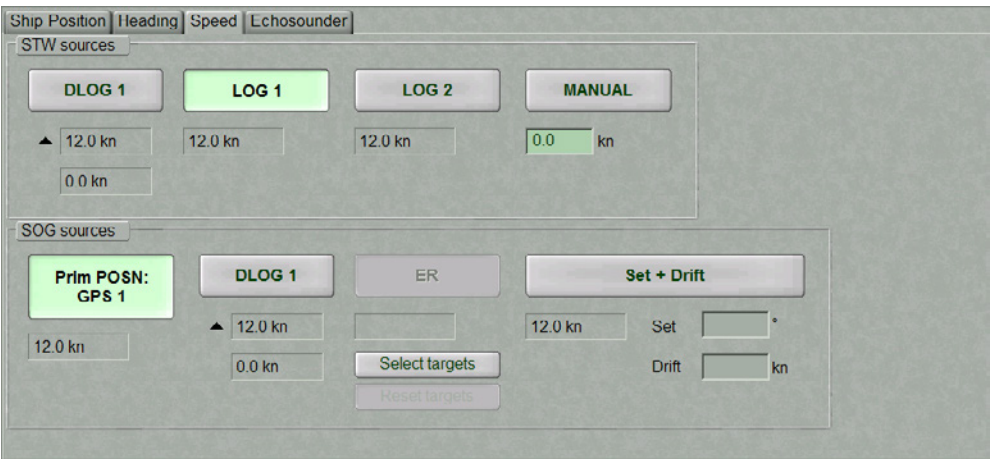 Ship Position Heading Speed Echosounder
STW sources
DLOG 1 LOG 1 LOG 2 MANUAL
12.0 kn 12.0 kn 12.0 kn 0.0 kn
0.0 kn
SOG sources
Prim POSN:
GPS 1
DLOG 1 ER Set + Drift
12.0 kn 12.0 kn 12.0 kn Set °
0.0 kn Select targets Drift kn
Reset targets